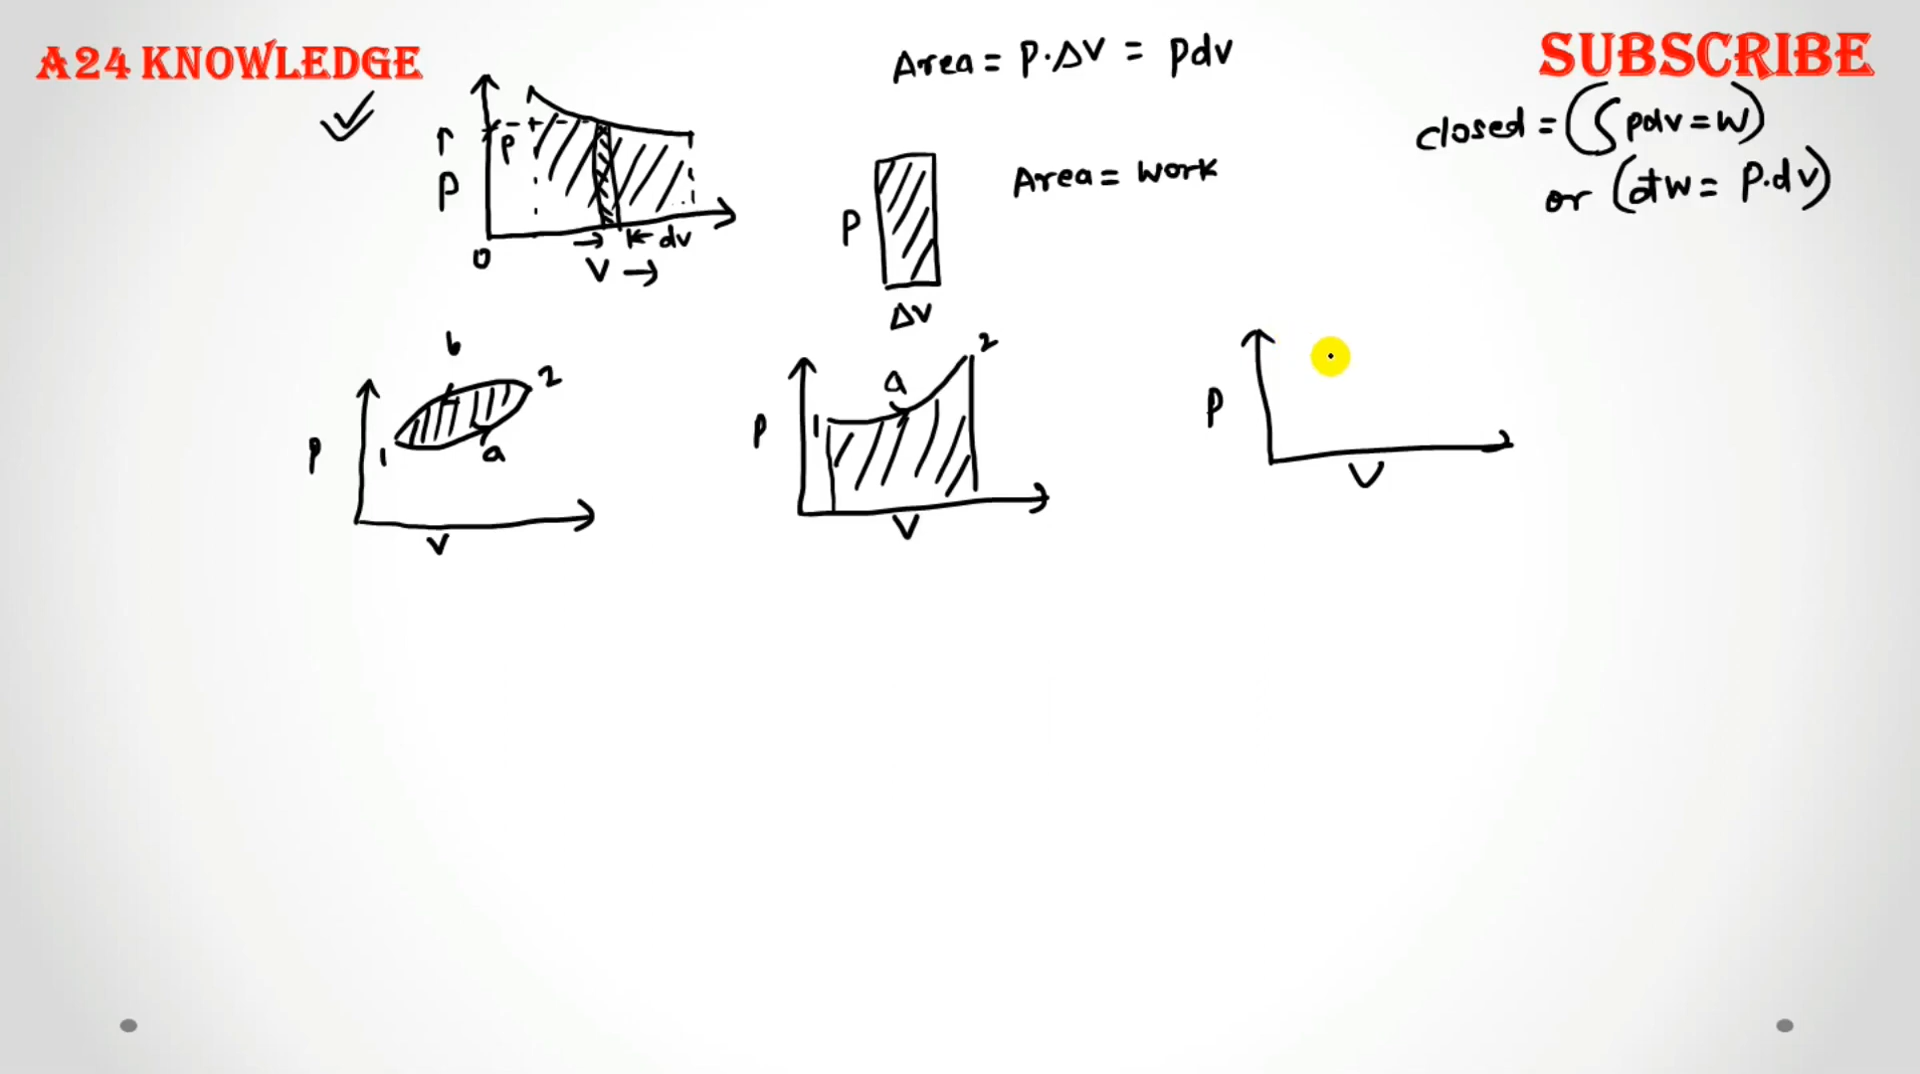 A24 KNOWLEDGE
SUBSCRIBE
Area = P·ΔV = Pdv
closed = (∫ pdv = W)
or (dw = P.dv)
↑
P
P
0
→ ⇤ dv
V →
P
ΔV
Area = work
b
2
P
1
a
V
a
2
P
1
V
P
V